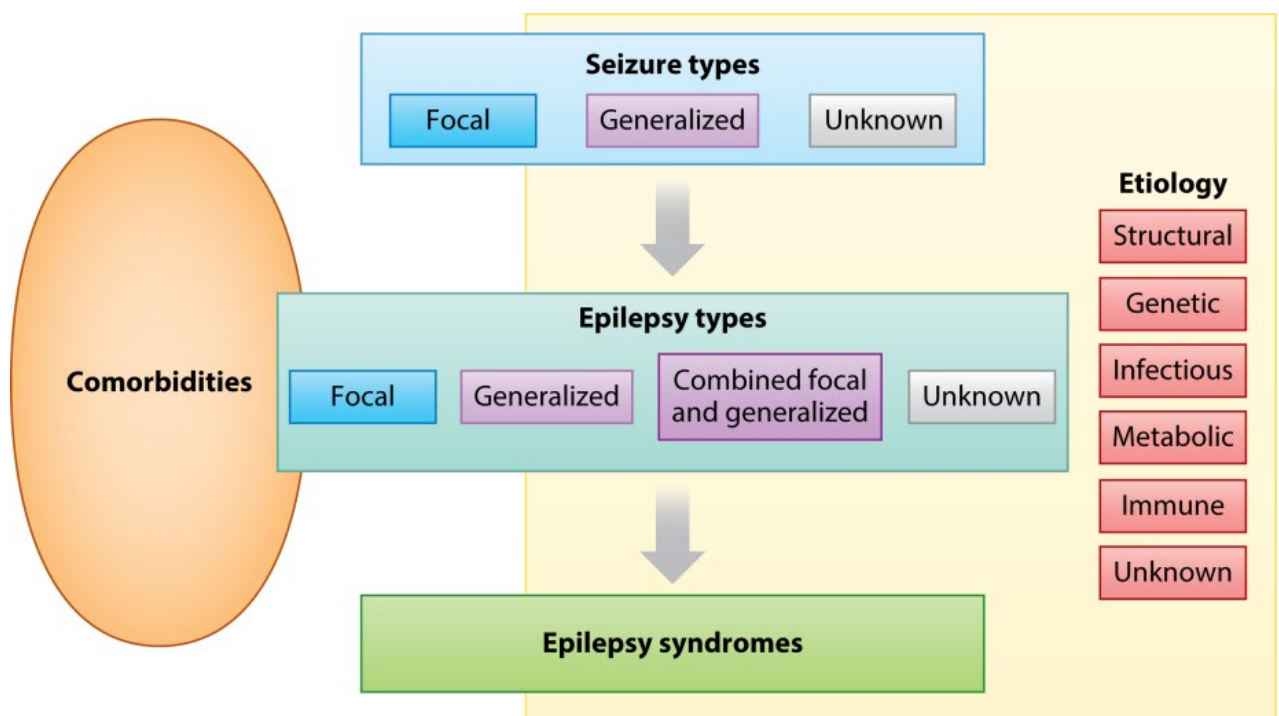 Seizure types
Focal
Generalized
Unknown
Etiology
Structural
Genetic
Infectious
Metabolic
Immune
Unknown
Comorbidities
Epilepsy types
Focal
Generalized
Combined focal
and generalized
Unknown
Epilepsy syndromes